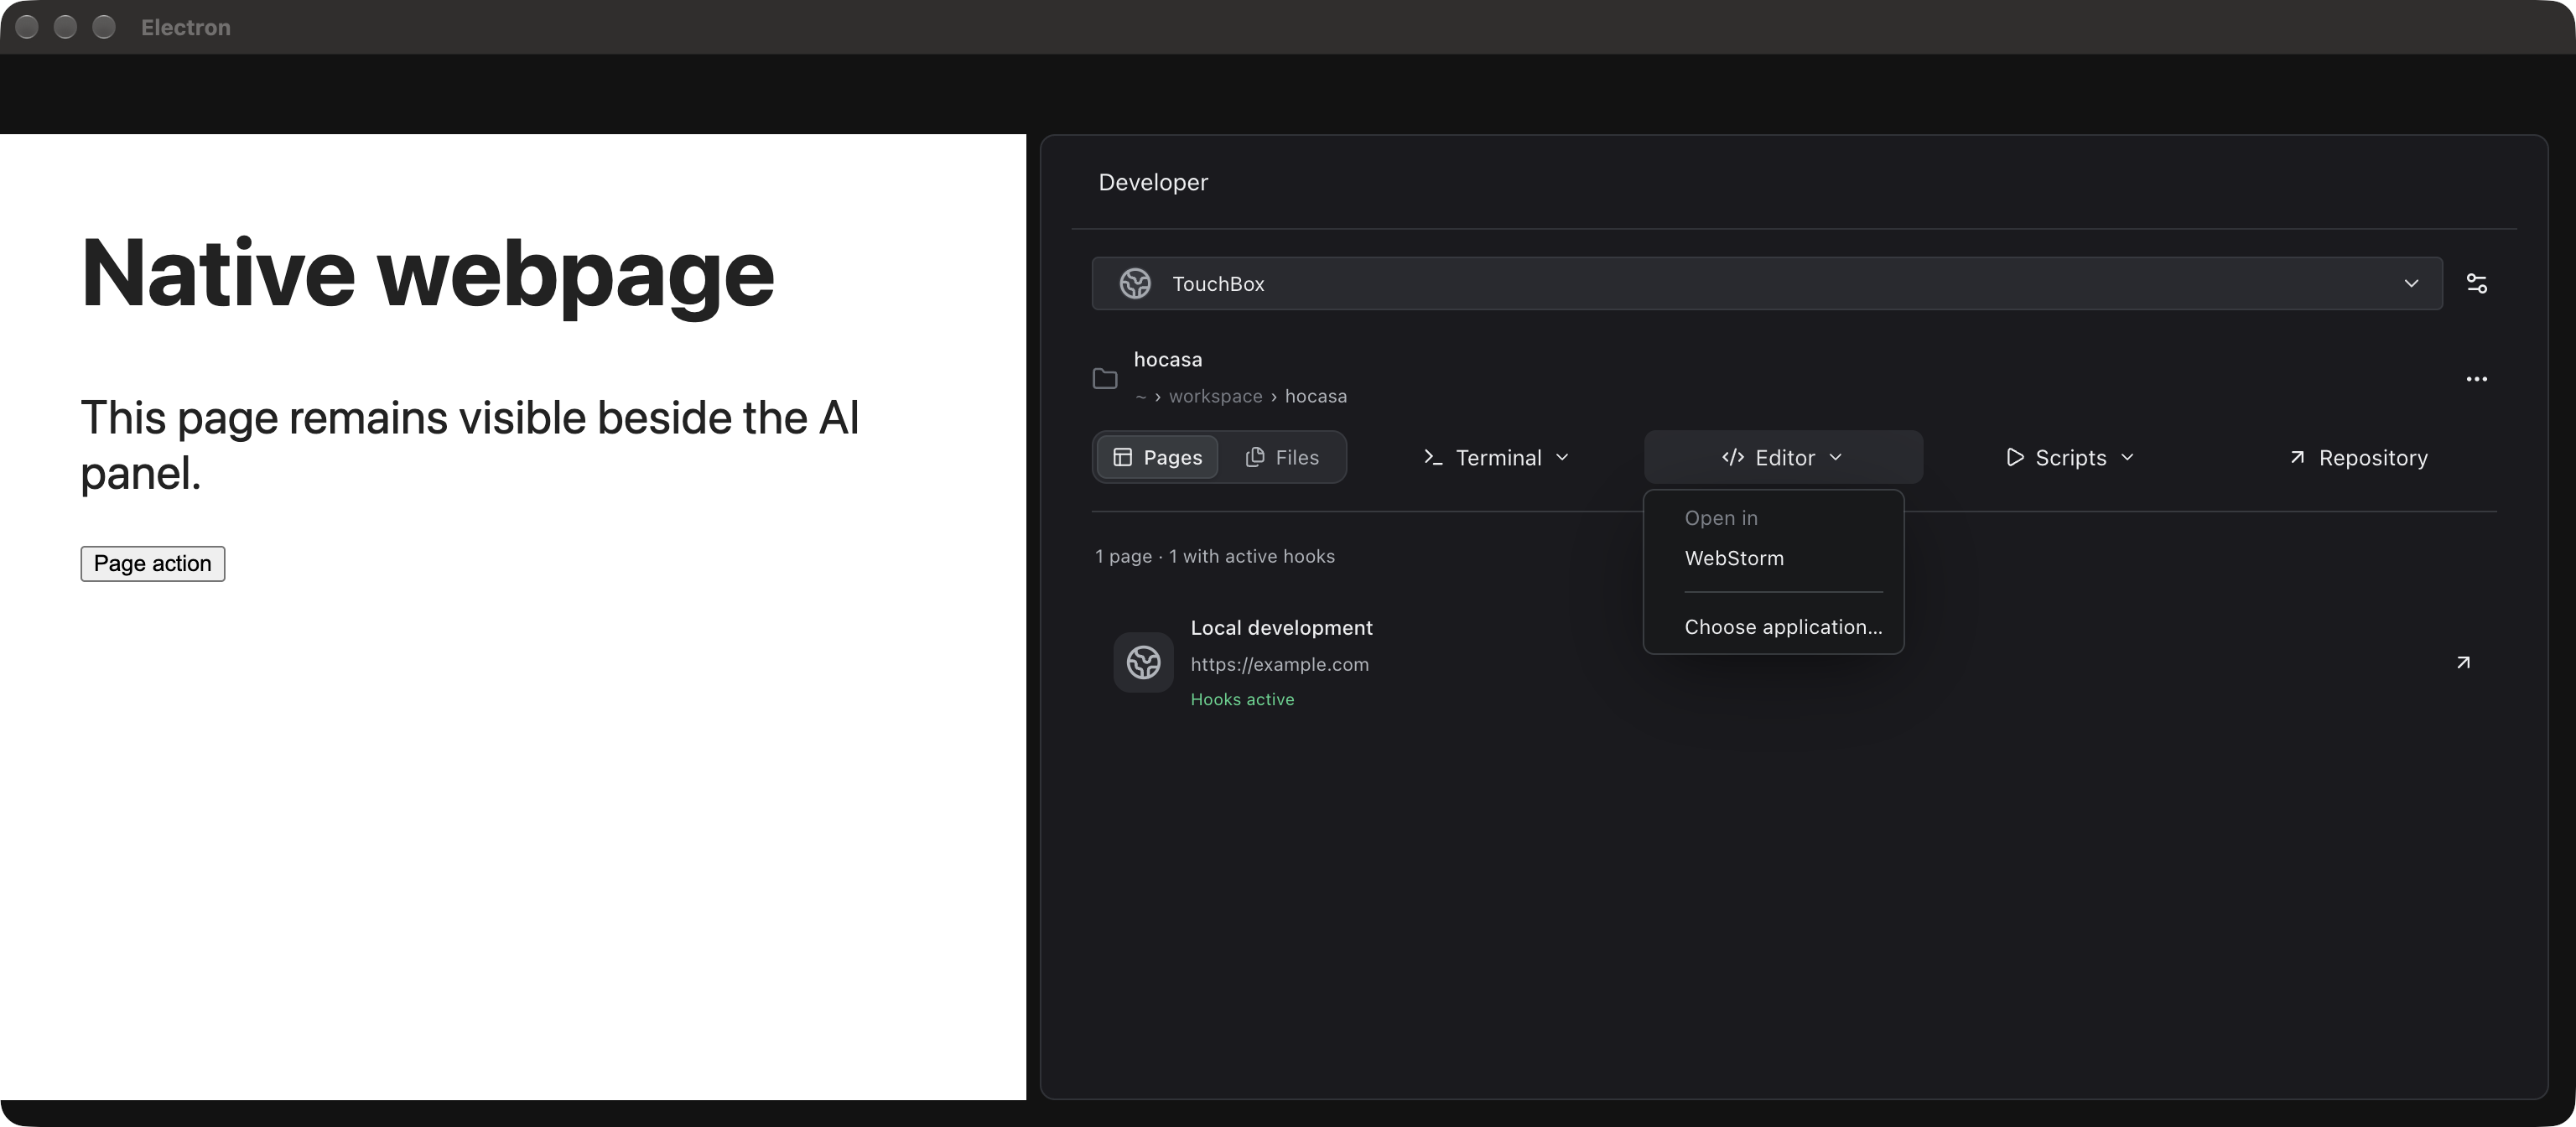 Electron
Native webpage
This page remains visible beside the AI
panel.
Page action
Developer
TouchBox
hocasa
~ › workspace › hocasa
Pages Files Terminal Editor Scripts Repository
Open in
WebStorm
Choose application...
1 page · 1 with active hooks
Local development
https://example.com
Hooks active